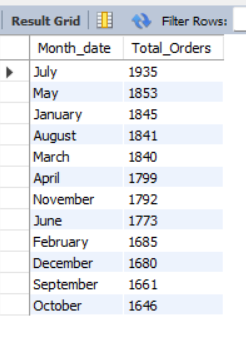 Result Grid Filter Rows:
Month_date Total_Orders
July 1935
May 1853
January 1845
August 1841
March 1840
April 1799
November 1792
June 1773
February 1685
December 1680
September 1661
October 1646